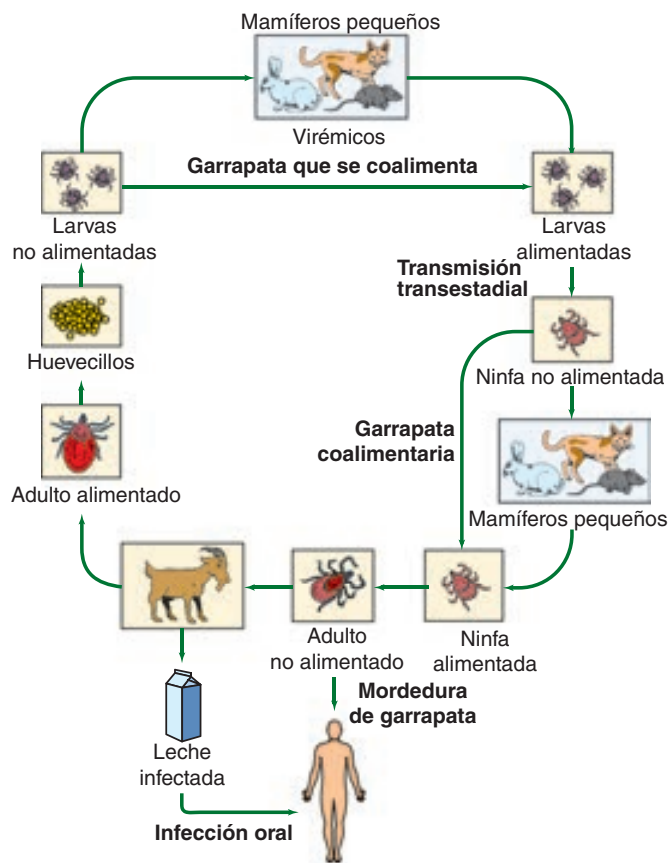 Mamíferos pequeños
Virémicos
Garrapata que se coalimenta
Larvas
no alimentadas
Larvas
alimentadas
Transmisión
transestadial
Huevecillos
Ninfa no alimentada
Garrapata
coalimentaria
Adulto alimentado
Mamíferos pequeños
Adulto
no alimentado
Ninfa
alimentada
Mordedura
de garrapata
Leche
infectada
Infección oral